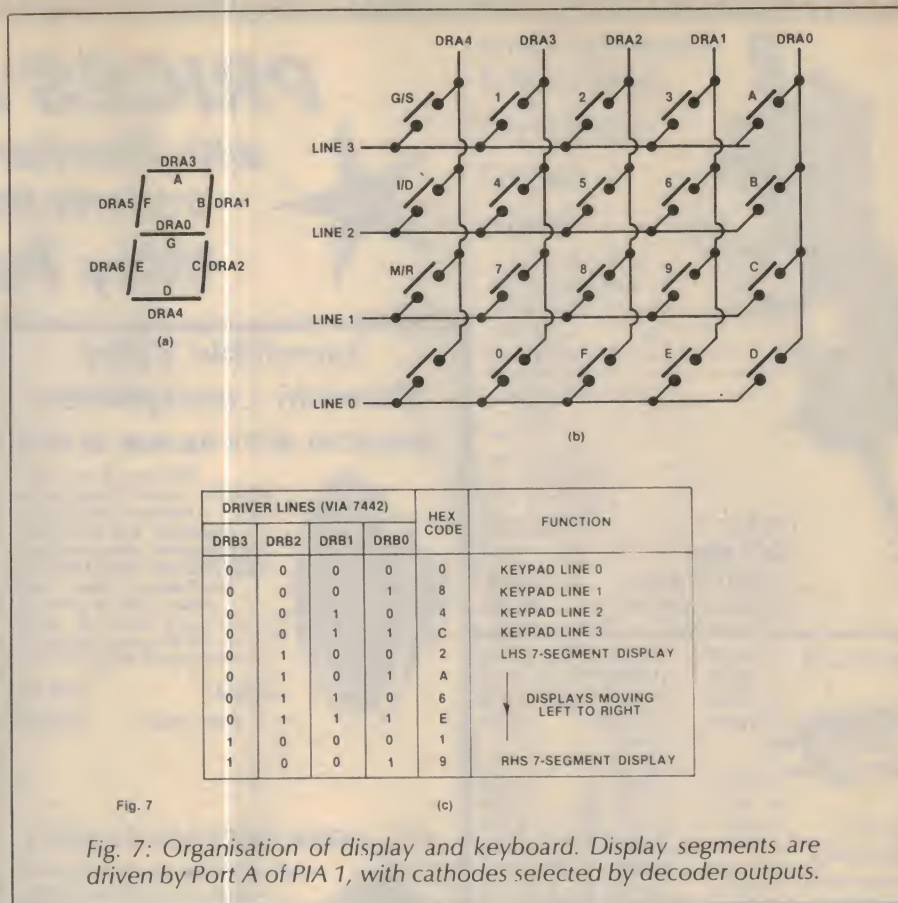 PRICES
DRA3
A
DRA5 F B DRA1
DRA0
G
DRA6 E C DRA2
D
DRA4
(a)
DRA4 DRA3 DRA2 DRA1 DRA0
G/S 1 2 3 A
LINE 3
I/D 4 5 6 B
LINE 2
M/R 7 8 9 C
LINE 1
0 F E D
LINE 0
(b)
DRIVER LINES (VIA 7442) HEX CODE FUNCTION
DRB3 DRB2 DRB1 DRB0
0 0 0 0 0 KEYPAD LINE 0
0 0 0 1 8 KEYPAD LINE 1
0 0 1 0 4 KEYPAD LINE 2
0 0 1 1 C KEYPAD LINE 3
0 1 0 0 2 LHS 7-SEGMENT DISPLAY
0 1 0 1 A
0 1 1 0 6 DISPLAYS MOVING
0 1 1 1 E LEFT TO RIGHT
1 0 0 0 1
1 0 0 1 9 RHS 7-SEGMENT DISPLAY
Fig. 7 (c)
Fig. 7: Organisation of display and keyboard. Display segments are
driven by Port A of PIA 1, with cathodes selected by decoder outputs.